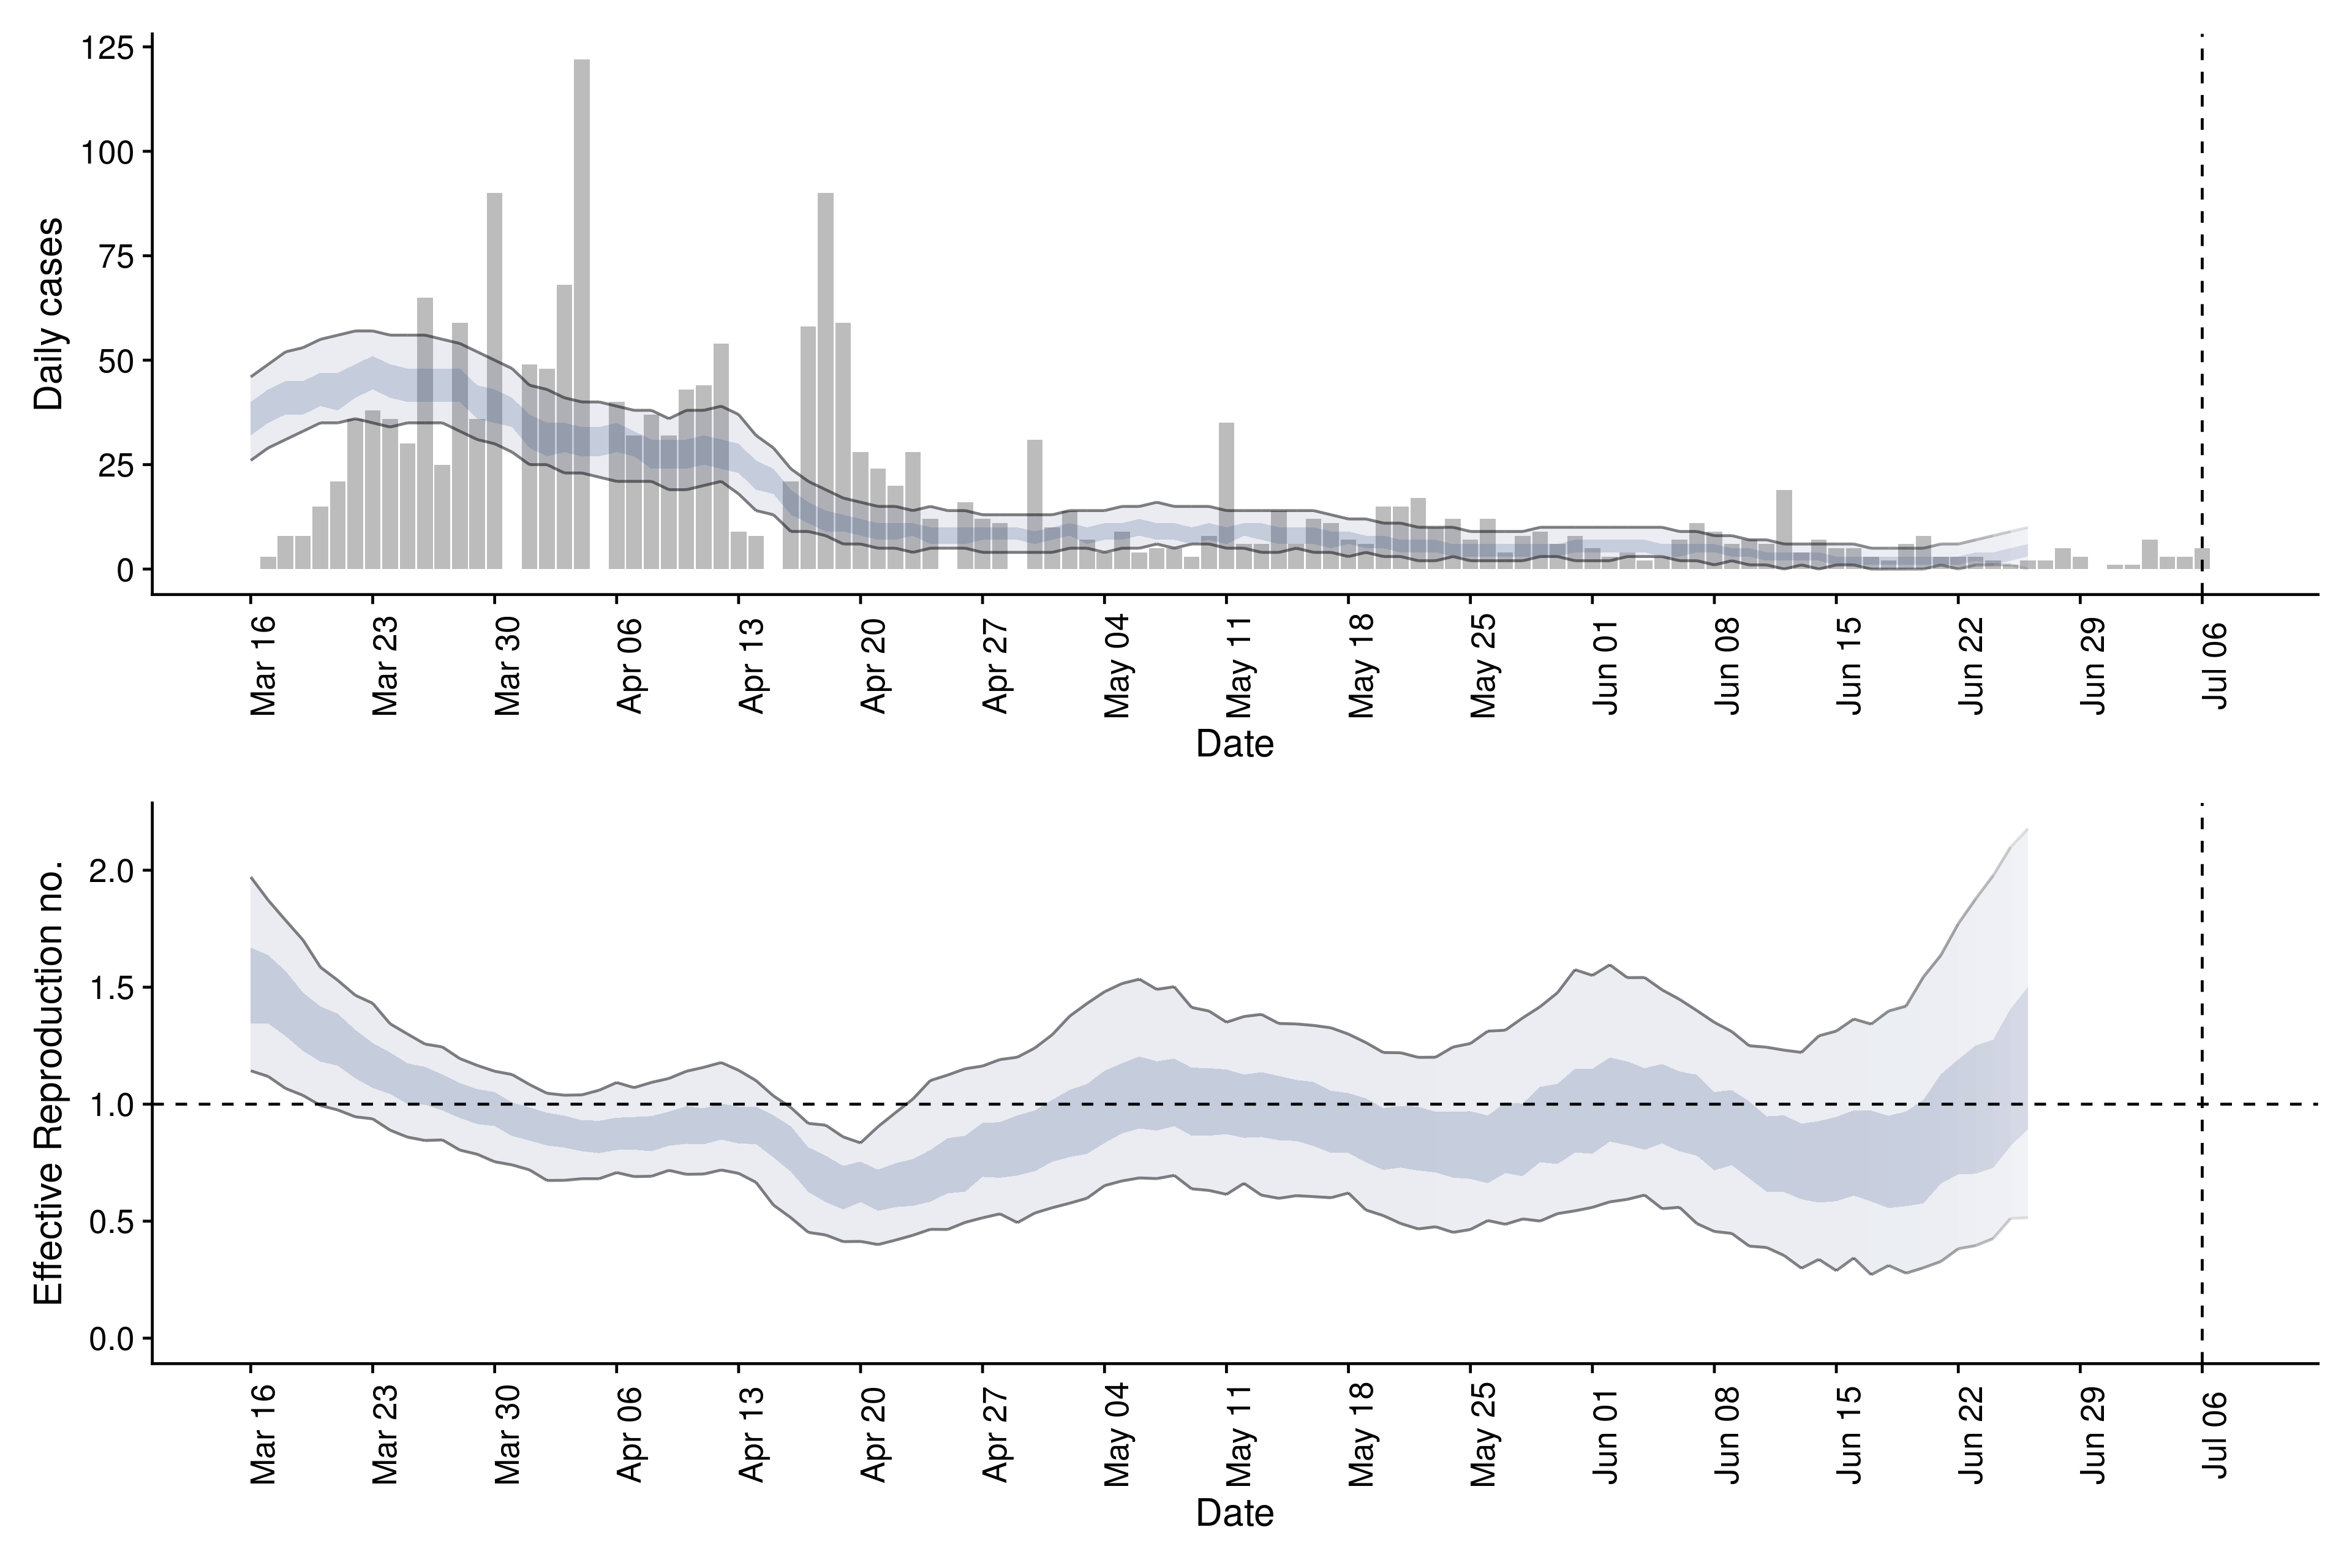 Daily cases
125
100
75
50
25
0
Mar 16
Mar 23
Mar 30
Apr 06
Apr 13
Apr 20
Apr 27
May 04
May 11
May 18
May 25
Jun 01
Jun 08
Jun 15
Jun 22
Jun 29
Jul 06
Date
Effective Reproduction no.
2.0
1.5
1.0
0.5
0.0
Mar 16
Mar 23
Mar 30
Apr 06
Apr 13
Apr 20
Apr 27
May 04
May 11
May 18
May 25
Jun 01
Jun 08
Jun 15
Jun 22
Jun 29
Jul 06
Date